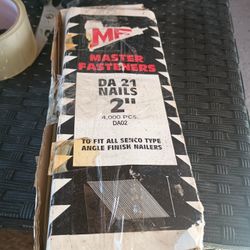 MF
MASTER
FASTENERS
DA 21
NAILS
2"
4,000 PCS.
DA02
TO FIT ALL SENCO TYPE
ANGLE FINISH NAILERS